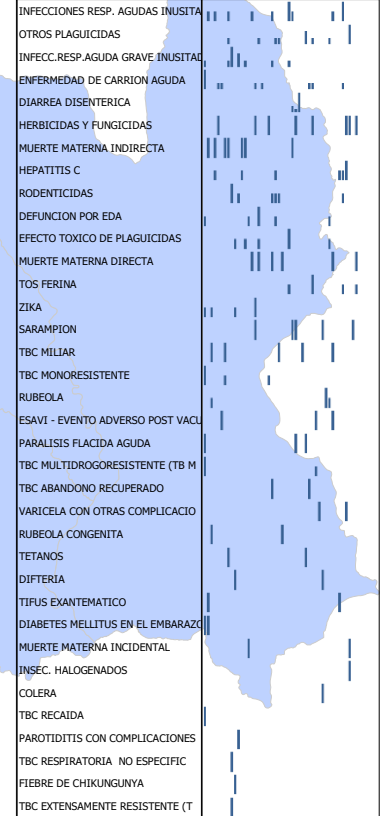 INFECCIONES RESP. AGUDAS INUSITA
OTROS PLAGUICIDAS
INFECC.RESP.AGUDA GRAVE INUSITAD
ENFERMEDAD DE CARRION AGUDA
DIARREA DISENTERICA
HERBICIDAS Y FUNGICIDAS
MUERTE MATERNA INDIRECTA
HEPATITIS C
RODENTICIDAS
DEFUNCION POR EDA
EFECTO TOXICO DE PLAGUICIDAS
MUERTE MATERNA DIRECTA
TOS FERINA
ZIKA
SARAMPION
TBC MILIAR
TBC MONORESISTENTE
RUBEOLA
ESAVI - EVENTO ADVERSO POST VACU
PARALISIS FLACIDA AGUDA
TBC MULTIDROGORESISTENTE (TB M
TBC ABANDONO RECUPERADO
VARICELA CON OTRAS COMPLICACIO
RUBEOLA CONGENITA
TETANOS
DIFTERIA
TIFUS EXANTEMATICO
DIABETES MELLITUS EN EL EMBARAZO
MUERTE MATERNA INCIDENTAL
INSEC. HALOGENADOS
COLERA
TBC RECAIDA
PAROTIDITIS CON COMPLICACIONES
TBC RESPIRATORIA  NO ESPECIFIC
FIEBRE DE CHIKUNGUNYA
TBC EXTENSAMENTE RESISTENTE (T